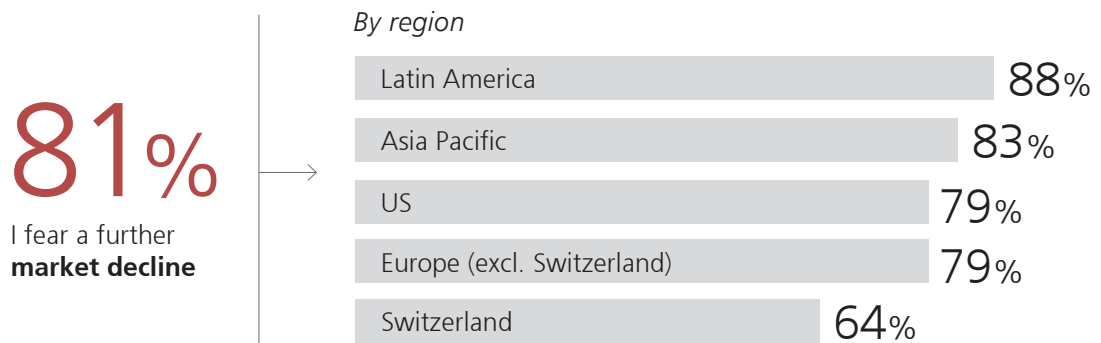 81%
I fear a further
market decline
By region
Latin America 88%
Asia Pacific 83%
US 79%
Europe (excl. Switzerland) 79%
Switzerland 64%